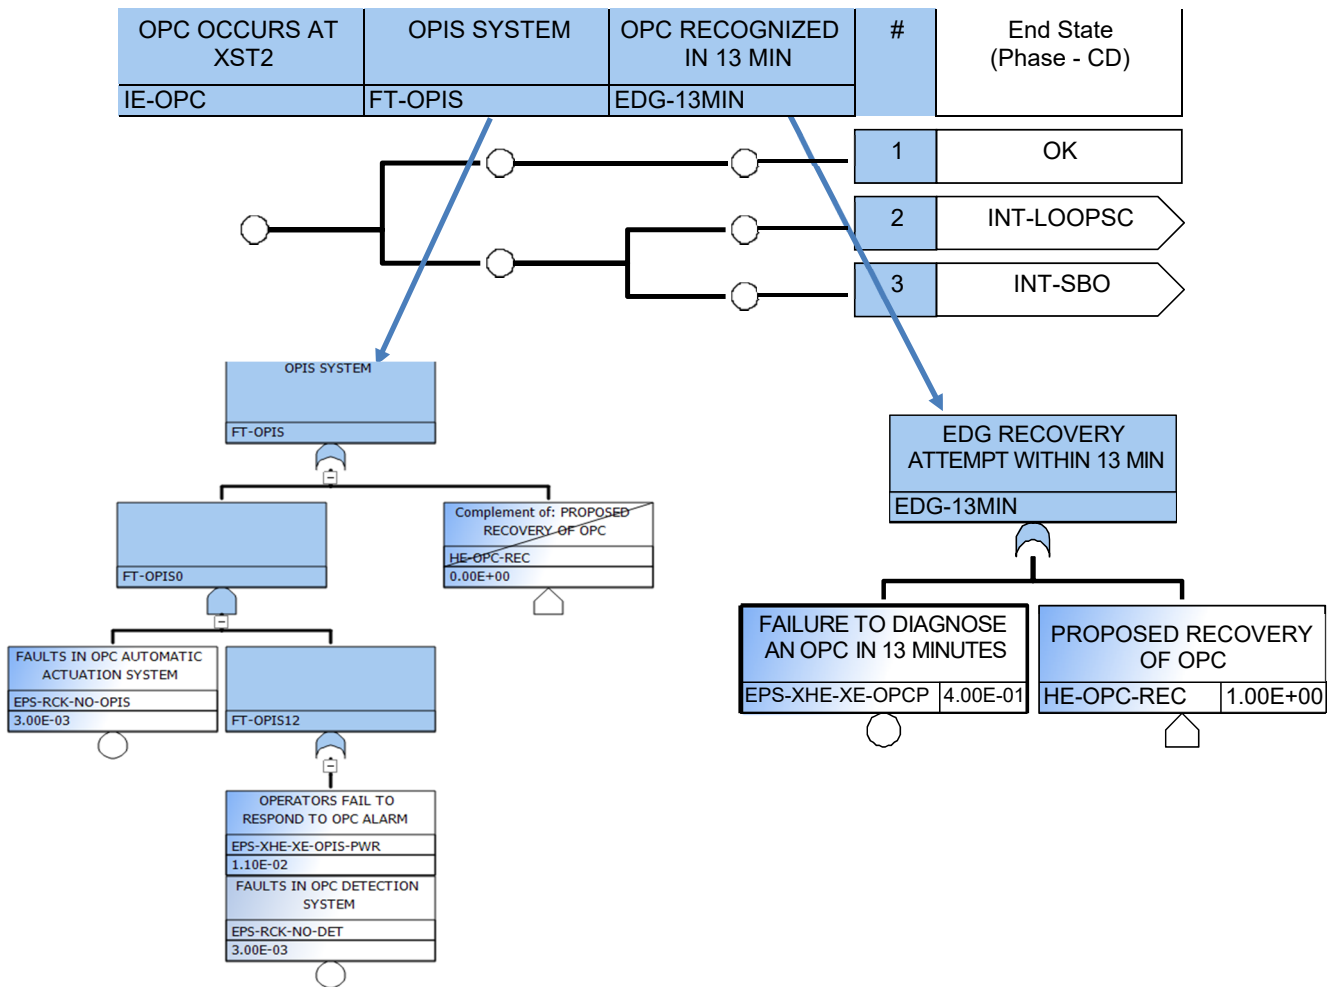 OPC OCCURS AT
XST2
IE-OPC
OPIS SYSTEM
FT-OPIS
OPC RECOGNIZED
IN 13 MIN
EDG-13MIN
#
End State
(Phase - CD)
1
OK
2
INT-LOOPSC
3
INT-SBO
OPIS SYSTEM
FT-OPIS
FT-OPIS0
Complement of: PROPOSED
RECOVERY OF OPC
HE-OPC-REC
0.00E+00
FAULTS IN OPC AUTOMATIC
ACTUATION SYSTEM
EPS-RCK-NO-OPIS
3.00E-03
FT-OPIS12
OPERATORS FAIL TO
RESPOND TO OPC ALARM
EPS-XHE-XE-OPIS-PWR
1.10E-02
FAULTS IN OPC DETECTION
SYSTEM
EPS-RCK-NO-DET
3.00E-03
EDG RECOVERY
ATTEMPT WITHIN 13 MIN
EDG-13MIN
FAILURE TO DIAGNOSE
AN OPC IN 13 MINUTES
EPS-XHE-XE-OPCP 4.00E-01
PROPOSED RECOVERY
OF OPC
HE-OPC-REC 1.00E+00